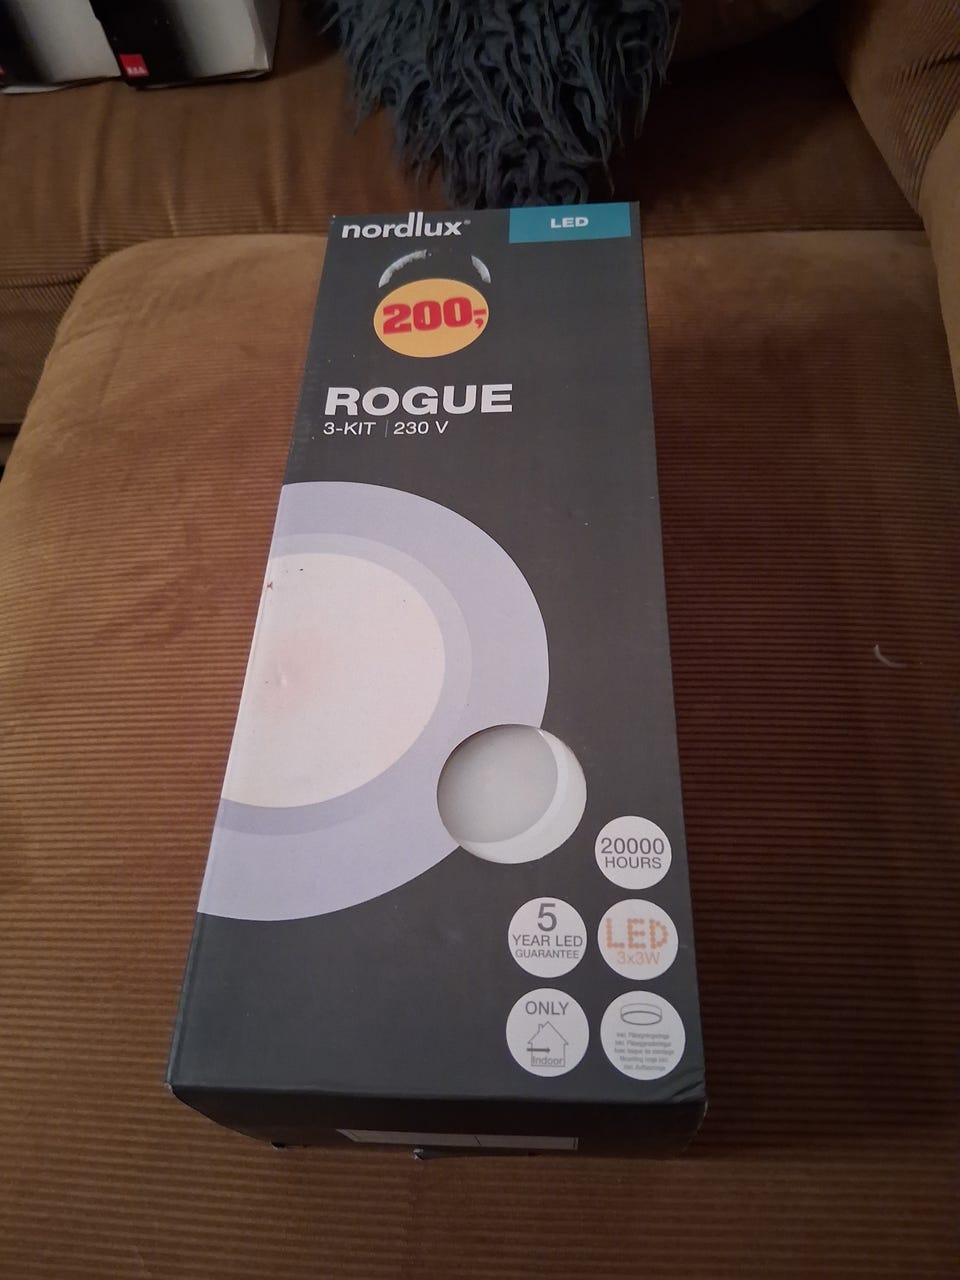 nordlux®
LED
200,-
ROGUE
3-KIT | 230 V
20000
HOURS
5
YEAR LED
GUARANTEE
LED
3x3W
ONLY
Indoor